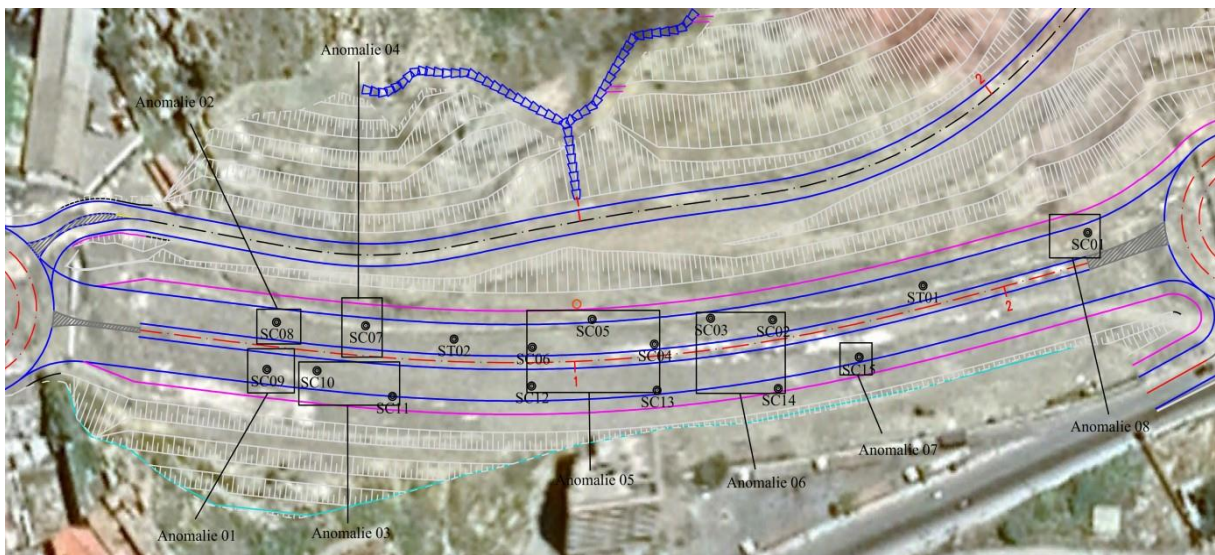 Anomalie 04
Anomalie 02
2
SC01
ST01
SC08
SC07
ST02
SC05
SC03
SC02
SC06
SC04
2
SC09
SC10
SC11
1
SC12
SC13
SC14
SC15
Anomalie 08
Anomalie 07
Anomalie 05
Anomalie 06
Anomalie 01
Anomalie 03